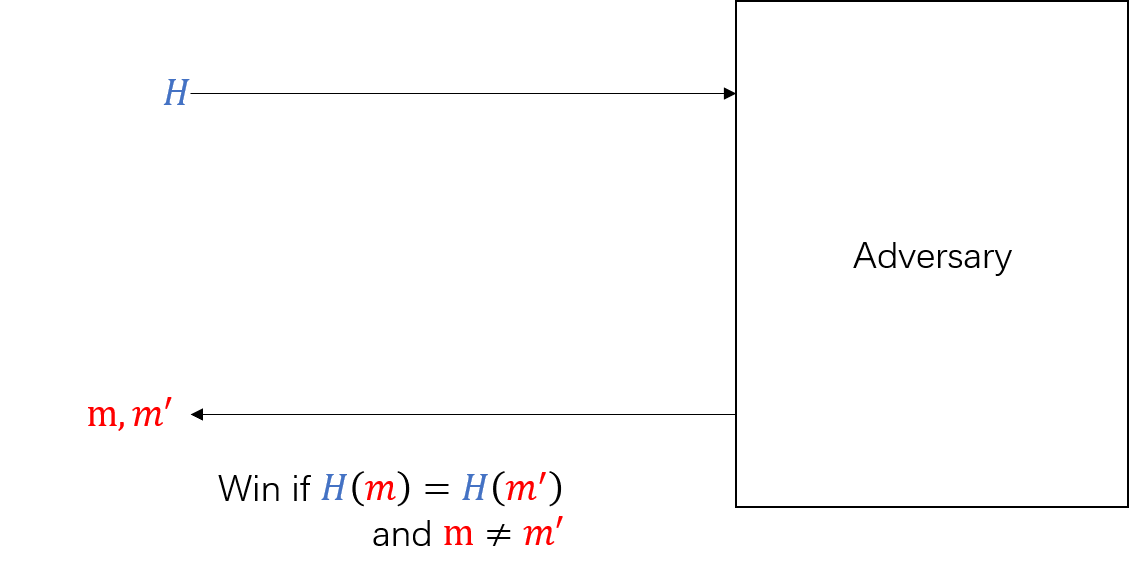 H
Adversary
m, m′
Win if H(m) = H(m′)
and m ≠ m′